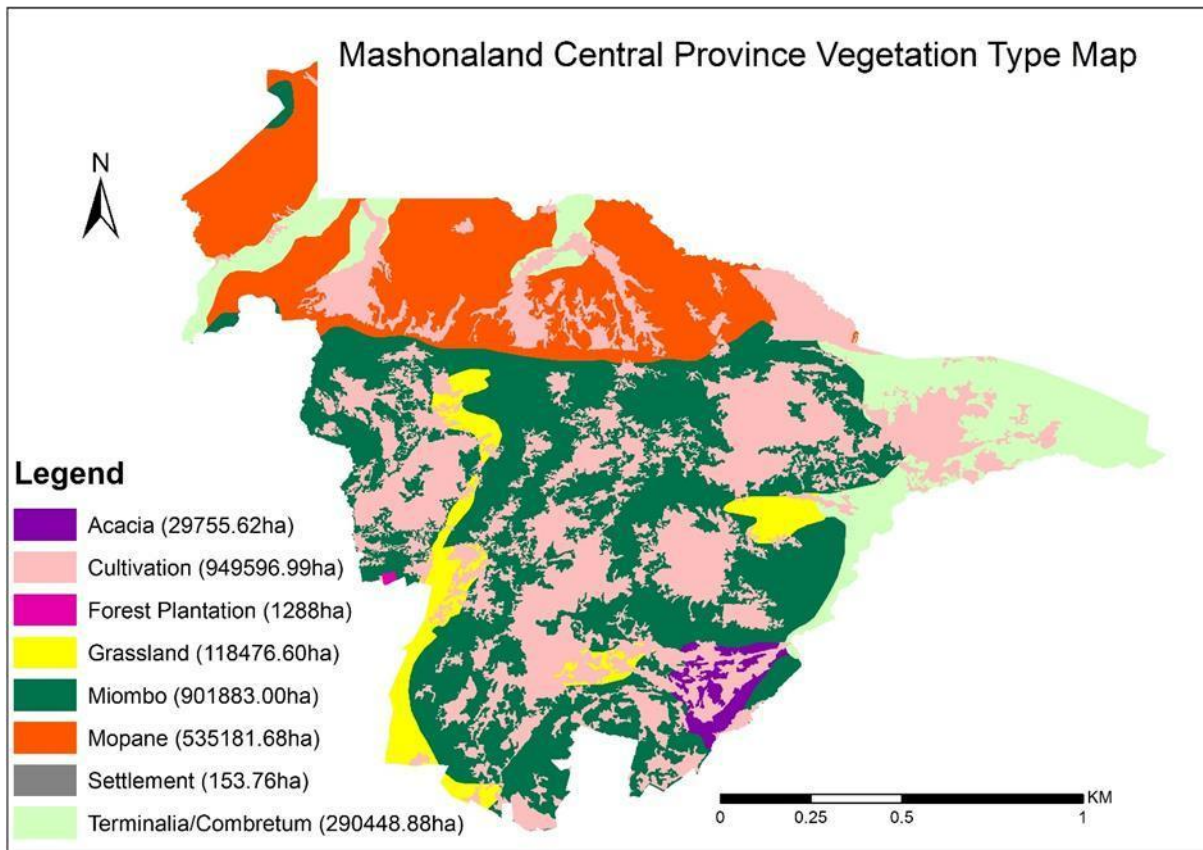 Mashonaland Central Province Vegetation Type Map
N
Legend
Acacia (29755.62ha)
Cultivation (949596.99ha)
Forest Plantation (1288ha)
Grassland (118476.60ha)
Miombo (901883.00ha)
Mopane (535181.68ha)
Settlement (153.76ha)
Terminalia/Combretum (290448.88ha)
KM
0 0.25 0.5 1